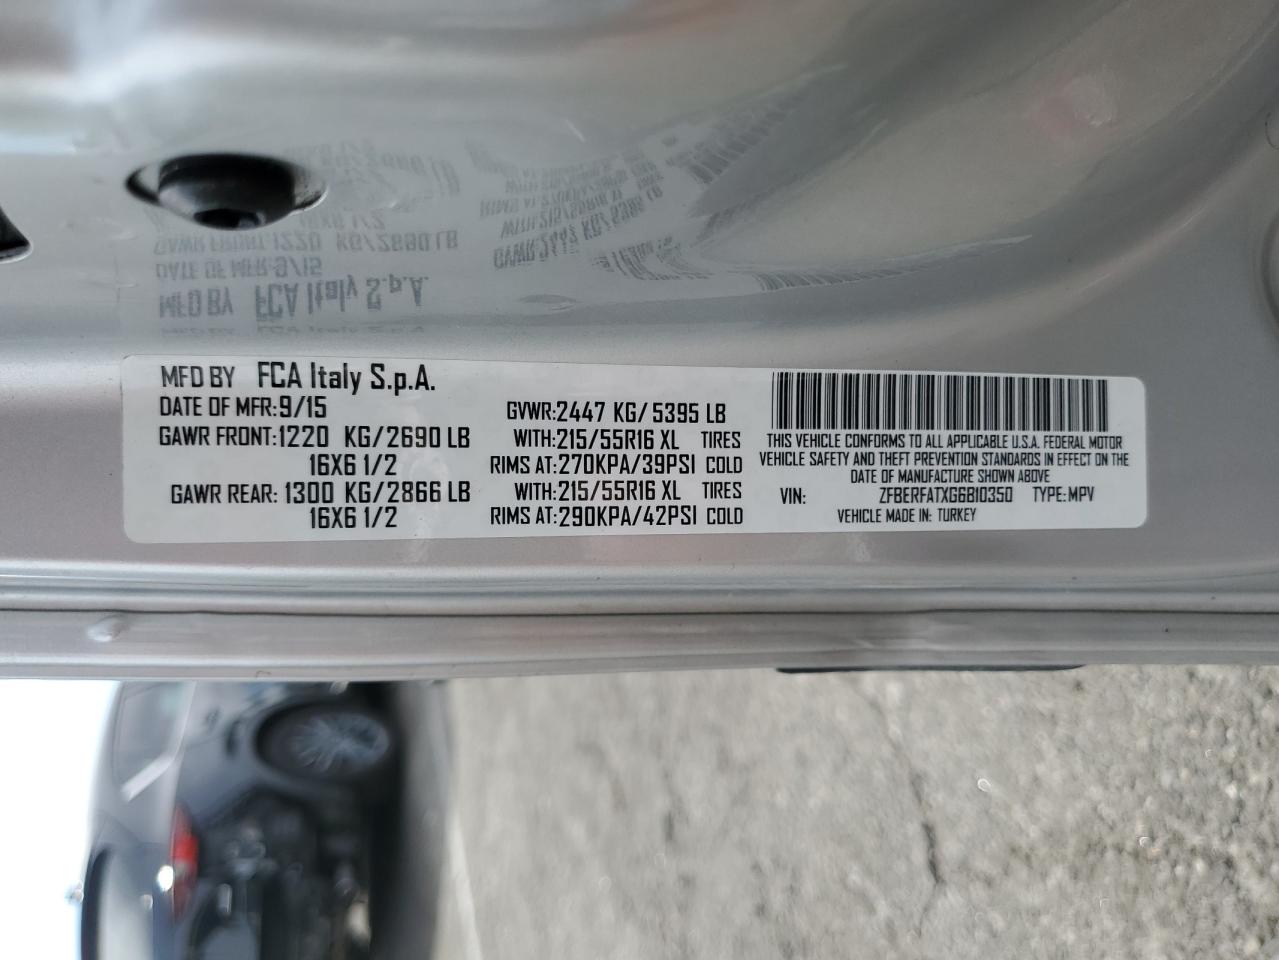 MFD BY FCA Italy S.p.A.
DATE OF MFR:9/15
GAWR FRONT:1220 KG/2690 LB
16X6 1/2
GAWR REAR: 1300 KG/2866 LB
16X6 1/2
GVWR:2447 KG/5395 LB
WITH:215/55R16 XL TIRES
RIMS AT:270KPA/39PSI COLD
WITH:215/55R16 XL TIRES
RIMS AT:290KPA/42PSI COLD
THIS VEHICLE CONFORMS TO ALL APPLICABLE U.S.A. FEDERAL MOTOR
VEHICLE SAFETY AND THEFT PREVENTION STANDARDS IN EFFECT ON THE
DATE OF MANUFACTURE SHOWN ABOVE
VIN: ZFBERFATXG6B10350 TYPE:MPV
VEHICLE MADE IN: TURKEY